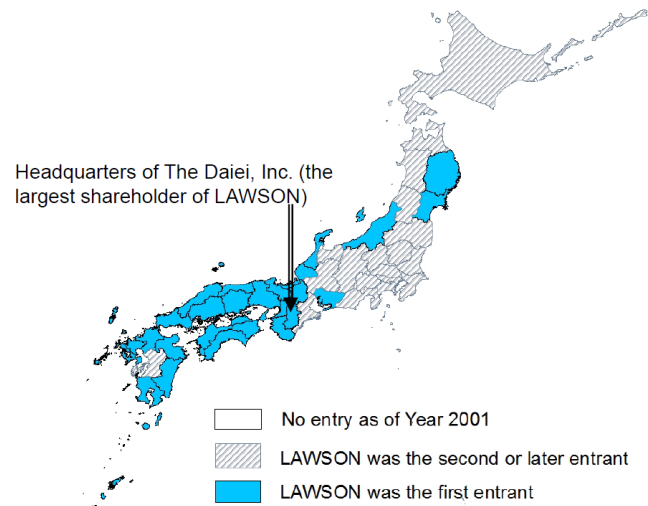 Headquarters of The Daiei, Inc. (the
largest shareholder of LAWSON)
No entry as of Year 2001
LAWSON was the second or later entrant
LAWSON was the first entrant